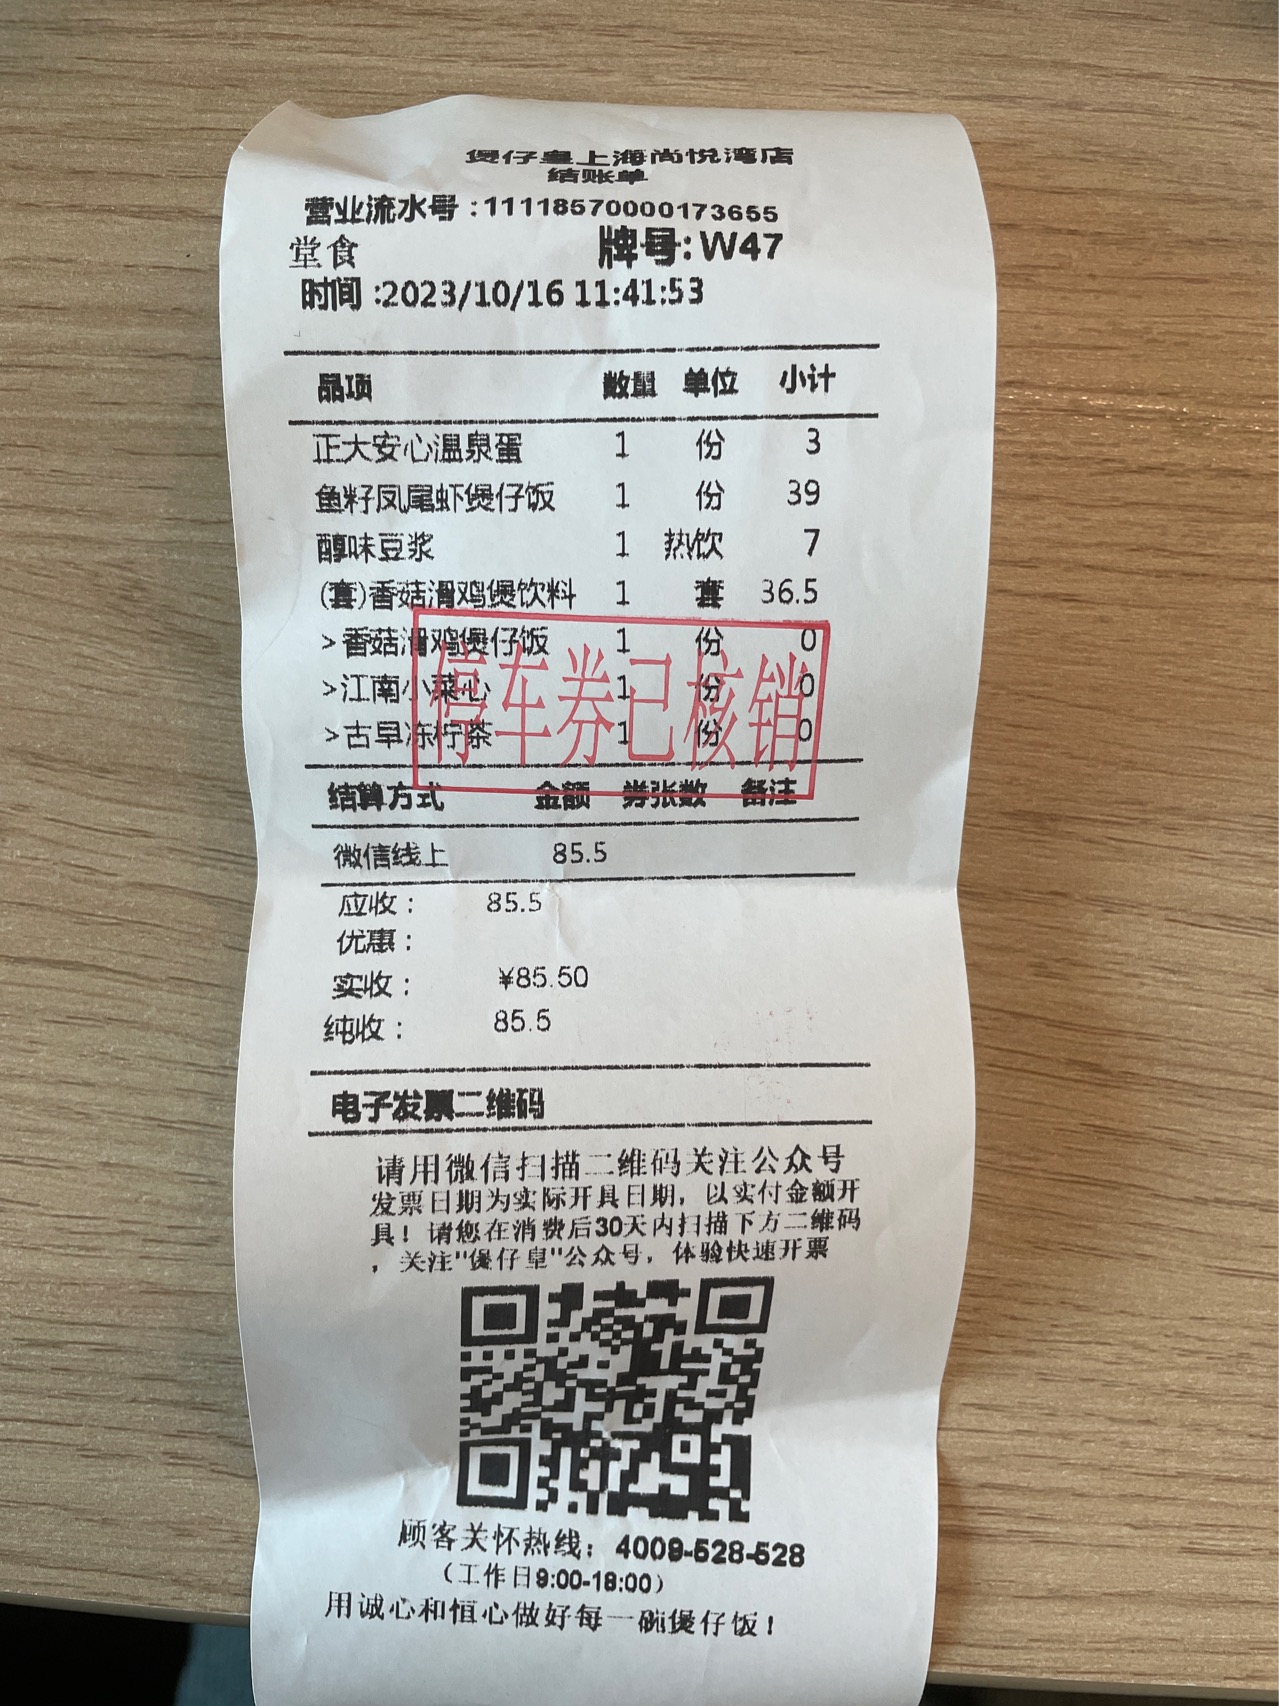 煲仔皇上海尚悦湾店
结账单
营业流水号:11118570000173655
堂食 牌号:W47
时间:2023/10/16 11:41:53
品项 数量 单位 小计
正大安心温泉蛋 1 份 3
鱼籽凤尾虾煲仔饭 1 份 39
醇味豆浆 1 热饮 7
(套)香菇滑鸡煲饮料 1 套 36.5
>香菇滑鸡煲仔饭 1 份 0
>江南小菜心 1 份 0
>古早冻柠茶 1 份 0
停车券已核销
结算方式 金额 券张数 备注
微信线上 85.5
应收： 85.5
优惠：
实收： ¥85.50
纯收： 85.5
电子发票二维码
请用微信扫描二维码关注公众号
发票日期为实际开具日期，以实付金额开
具！请您在消费后30天内扫描下方二维码
，关注"煲仔皇"公众号，体验快速开票
顾客关怀热线：4009-528-528
（工作日9:00-18:00）
用诚心和恒心做好每一碗煲仔饭！